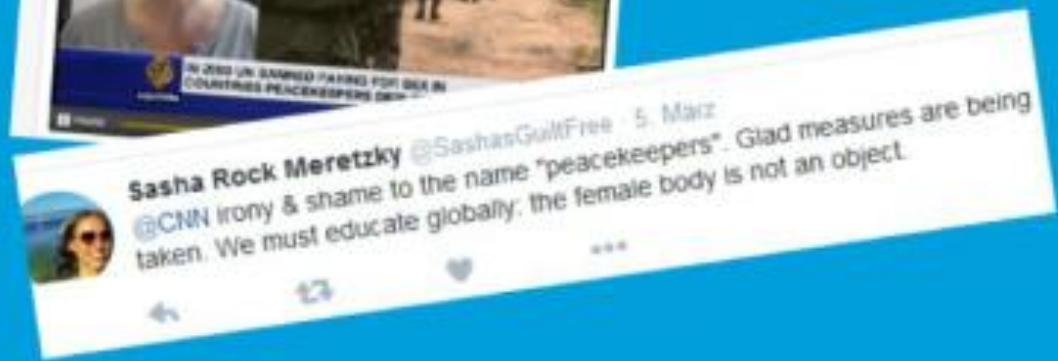 IN 2003 UN BANNED PAYING FOR SEX IN
COUNTRIES PEACEKEEPERS
Sasha Rock Meretzky @SashasGuiltFree · 5. März
@CNN irony & shame to the name "peacekeepers". Glad measures are being
taken. We must educate globally: the female body is not an object.